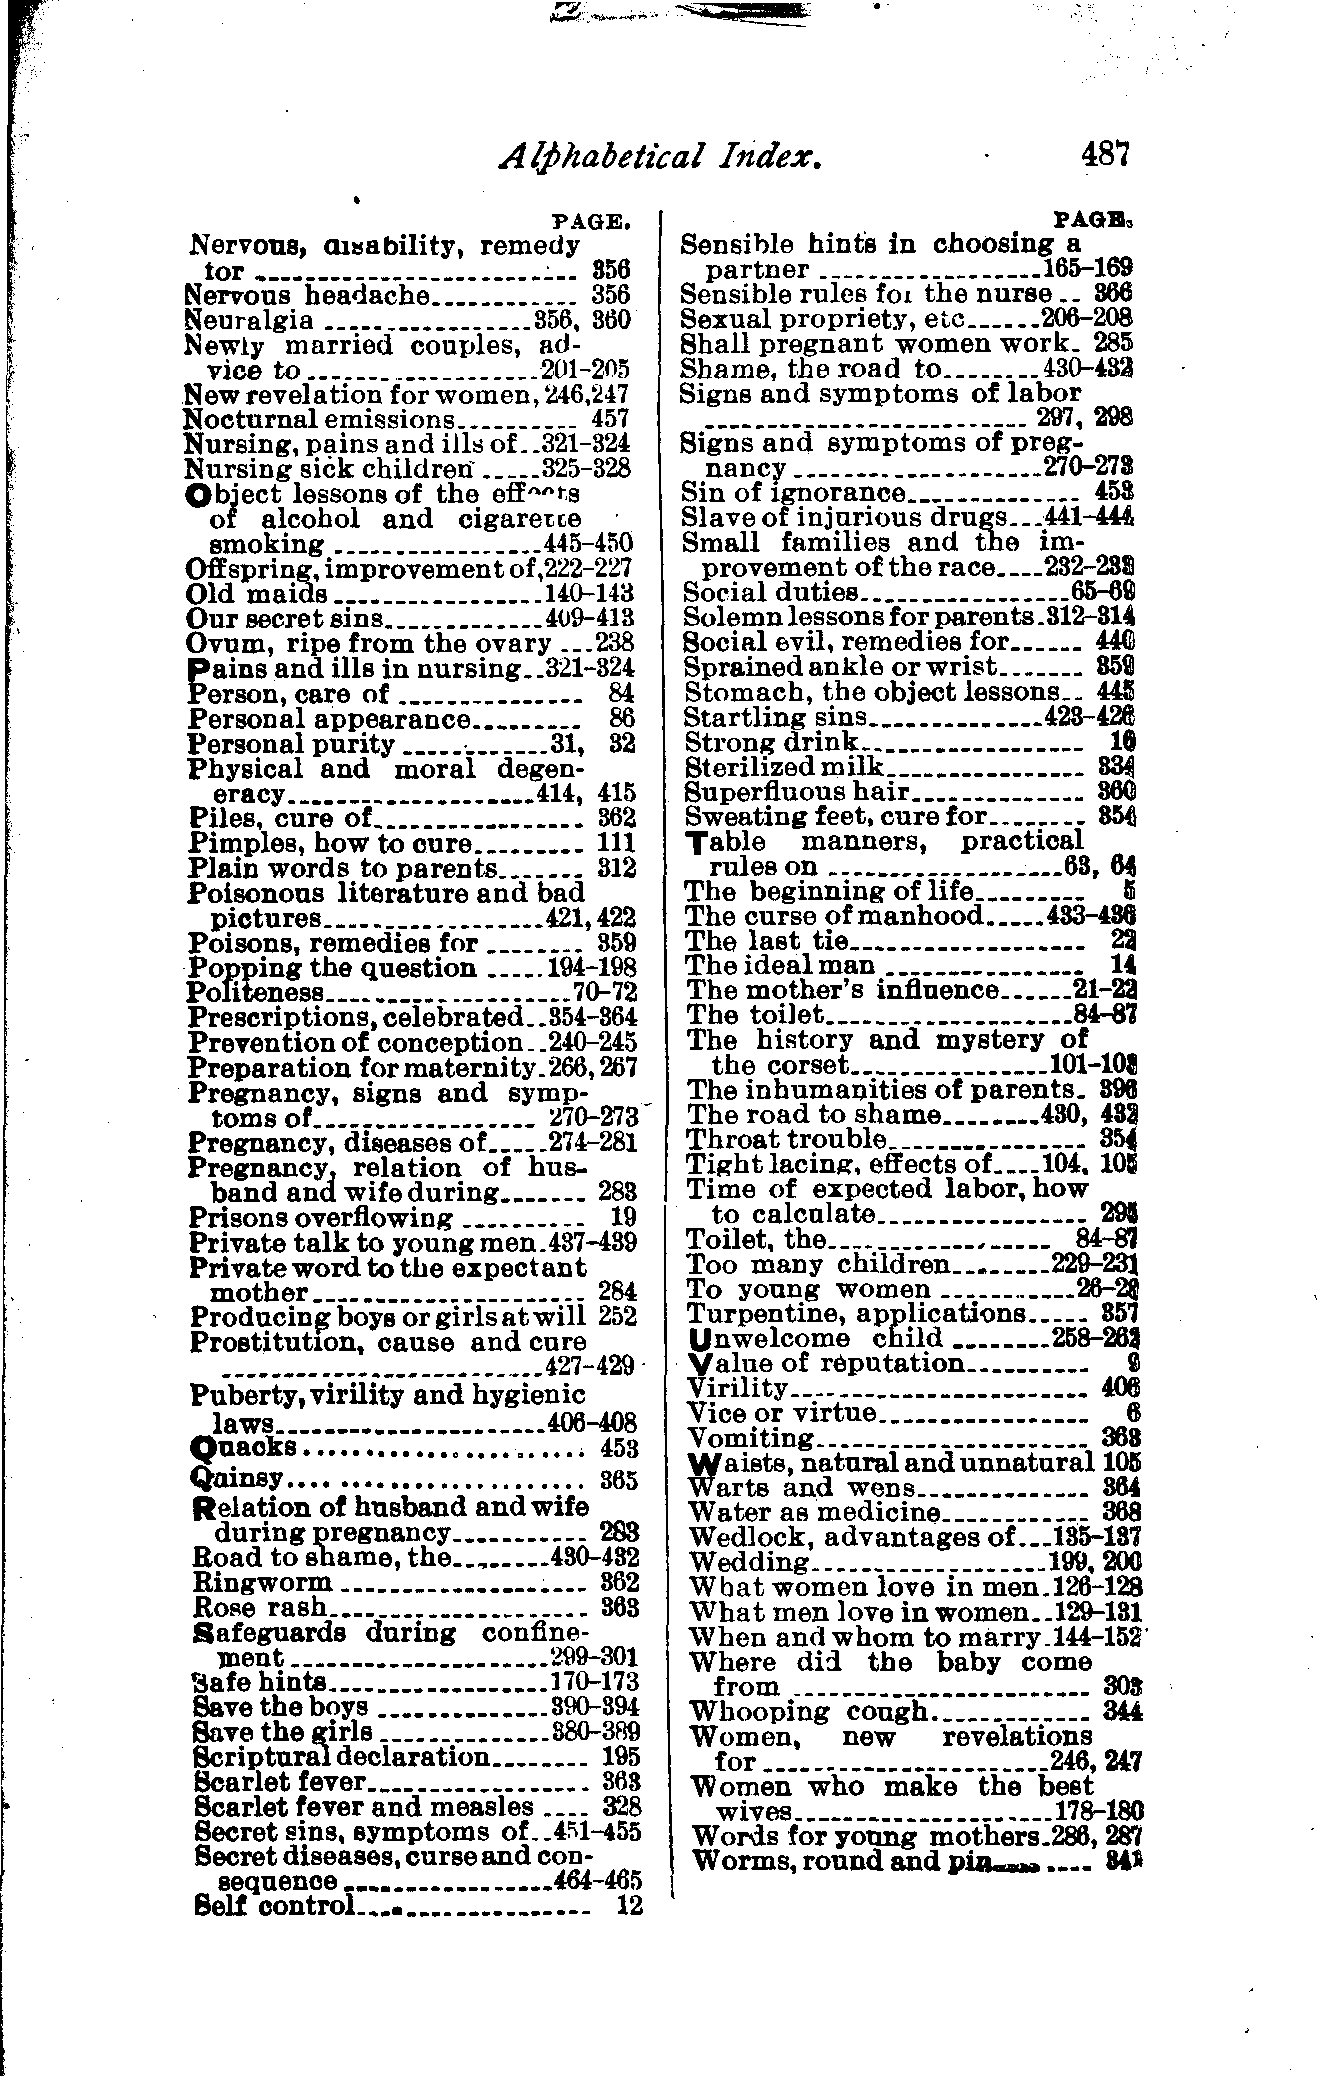 Alphabetical Index. 487
PAGE.
Nervous, disability, remedy
for 356
Nervous headache 356
Neuralgia 356, 360
Newly married couples, ad-
vice to 201-205
New revelation for women, 246,247
Nocturnal emissions 457
Nursing, pains and ills of 321-324
Nursing sick children 325-328
Object lessons of the effects
of alcohol and cigarette
smoking 445-450
Offspring, improvement of, 222-227
Old maids 140-143
Our secret sins 409-413
Ovum, ripe from the ovary 238
Pains and ills in nursing 321-324
Person, care of 84
Personal appearance 86
Personal purity 31, 32
Physical and moral degen-
eracy 414, 415
Piles, cure of 362
Pimples, how to cure 111
Plain words to parents 312
Poisonous literature and bad
pictures 421, 422
Poisons, remedies for 359
Popping the question 194-198
Politeness 70-72
Prescriptions, celebrated 354-364
Prevention of conception 240-245
Preparation for maternity 266, 267
Pregnancy, signs and symp-
toms of 270-273
Pregnancy, diseases of 274-281
Pregnancy, relation of hus-
band and wife during 283
Prisons overflowing 19
Private talk to young men 437-439
Private word to the expectant
mother 284
Producing boys or girls at will 252
Prostitution, cause and cure
427-429
Puberty, virility and hygienic
laws 406-408
Quacks 453
Quinsy 365
Relation of husband and wife
during pregnancy 283
Road to shame, the 430-432
Ringworm 362
Rose rash 363
Safeguards during confine-
ment 299-301
Safe hints 170-173
Save the boys 390-394
Save the girls 380-389
Scriptural declaration 195
Scarlet fever 363
Scarlet fever and measles 328
Secret sins, symptoms of 451-455
Secret diseases, curse and con-
sequence 464-465
Self control 12
PAGE.
Sensible hints in choosing a
partner 165-169
Sensible rules for the nurse 366
Sexual propriety, etc 206-208
Shall pregnant women work 285
Shame, the road to 430-432
Signs and symptoms of labor
297, 298
Signs and symptoms of preg-
nancy 270-273
Sin of ignorance 453
Slave of injurious drugs 441-444
Small families and the im-
provement of the race
Social duties 65-69
Solemn lessons for parents 312-314
Social evil, remedies for 440
Sprained ankle or wrist 359
Stomach, the object lessons 445
Startling sins 423-426
Strong drink
Sterilized milk 334
Superfluous hair 360
Sweating feet, cure for
Table manners, practical
rules on 63, 64
The beginning of life 5
The curse of manhood 433-436
The last tie
The ideal man 14
The mother's influence
The toilet 84-87
The history and mystery of
the corset
The inhumanities of parents 396
The road to shame 430, 432
Throat trouble 354
Tight lacing, effects of 104, 105
Time of expected labor, how
to calculate 295
Toilet, the 84-87
Too many children 229-231
To young women
Turpentine, applications 357
Unwelcome child
Value of reputation
Virility 406
Vice or virtue 6
Vomiting 363
Waists, natural and unnatural 105
Warts and wens 364
Water as medicine 368
Wedlock, advantages of 135-137
Wedding 199, 200
What women love in men 126-128
What men love in women 129-131
When and whom to marry 144-152
Where did the baby come
from 303
Whooping cough 344
Women, new revelations
for 246, 247
Women who make the best
wives 178-180
Words for young mothers 286, 287
Worms, round and pin